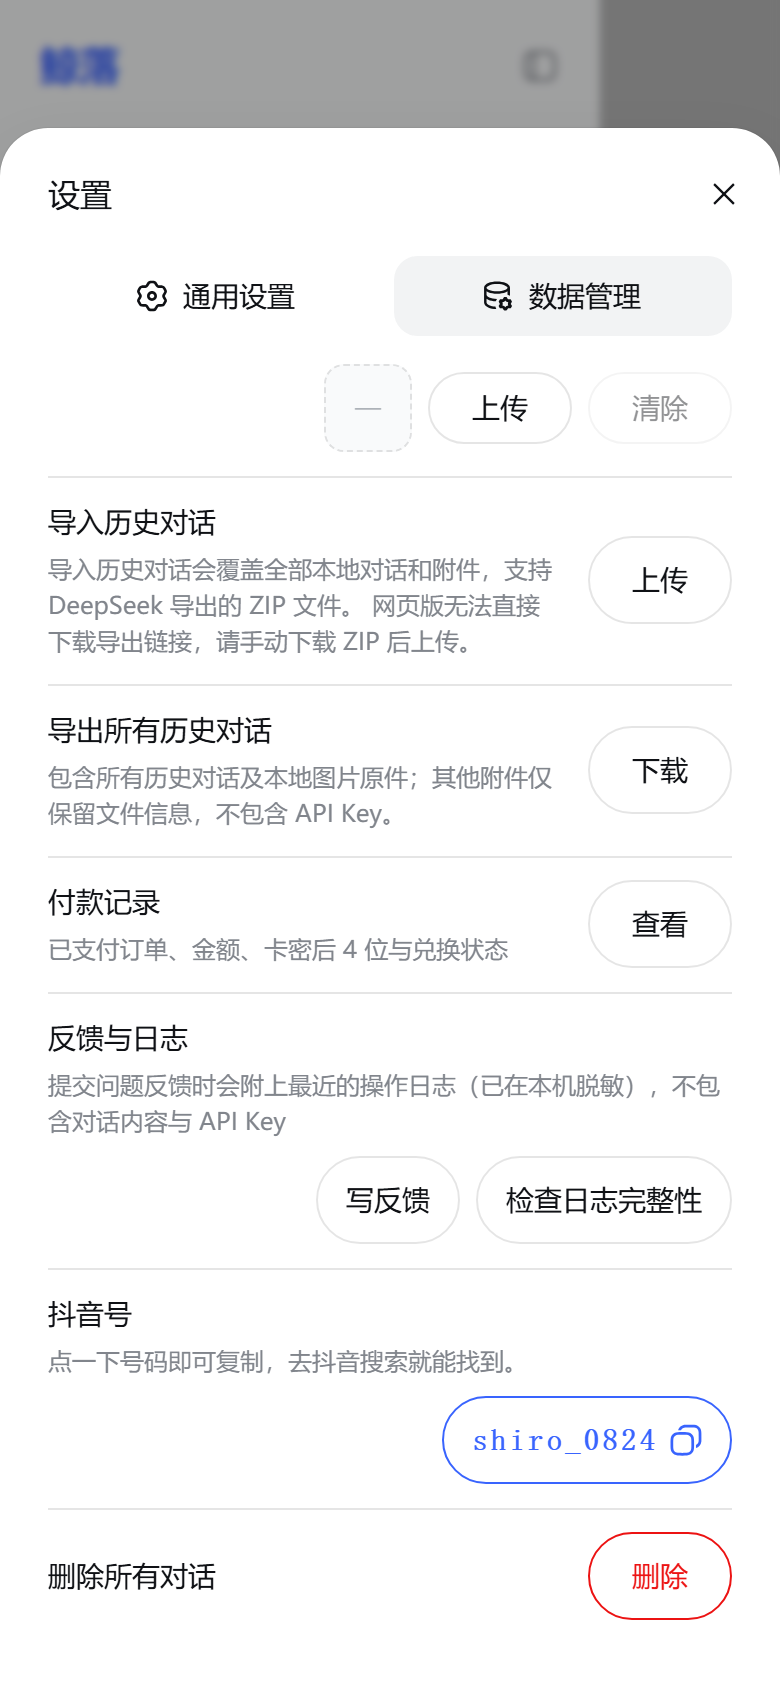 鲸落
设置
通用设置
数据管理
—
上传
清除
导入历史对话
导入历史对话会覆盖全部本地对话和附件，支持
DeepSeek 导出的 ZIP 文件。 网页版无法直接
下载导出链接，请手动下载 ZIP 后上传。
上传
导出所有历史对话
包含所有历史对话及本地图片原件；其他附件仅
保留文件信息，不包含 API Key。
下载
付款记录
已支付订单、金额、卡密后 4 位与兑换状态
查看
反馈与日志
提交问题反馈时会附上最近的操作日志（已在本机脱敏），不包
含对话内容与 API Key
写反馈
检查日志完整性
抖音号
点一下号码即可复制，去抖音搜索就能找到。
shiro_0824
删除所有对话
删除